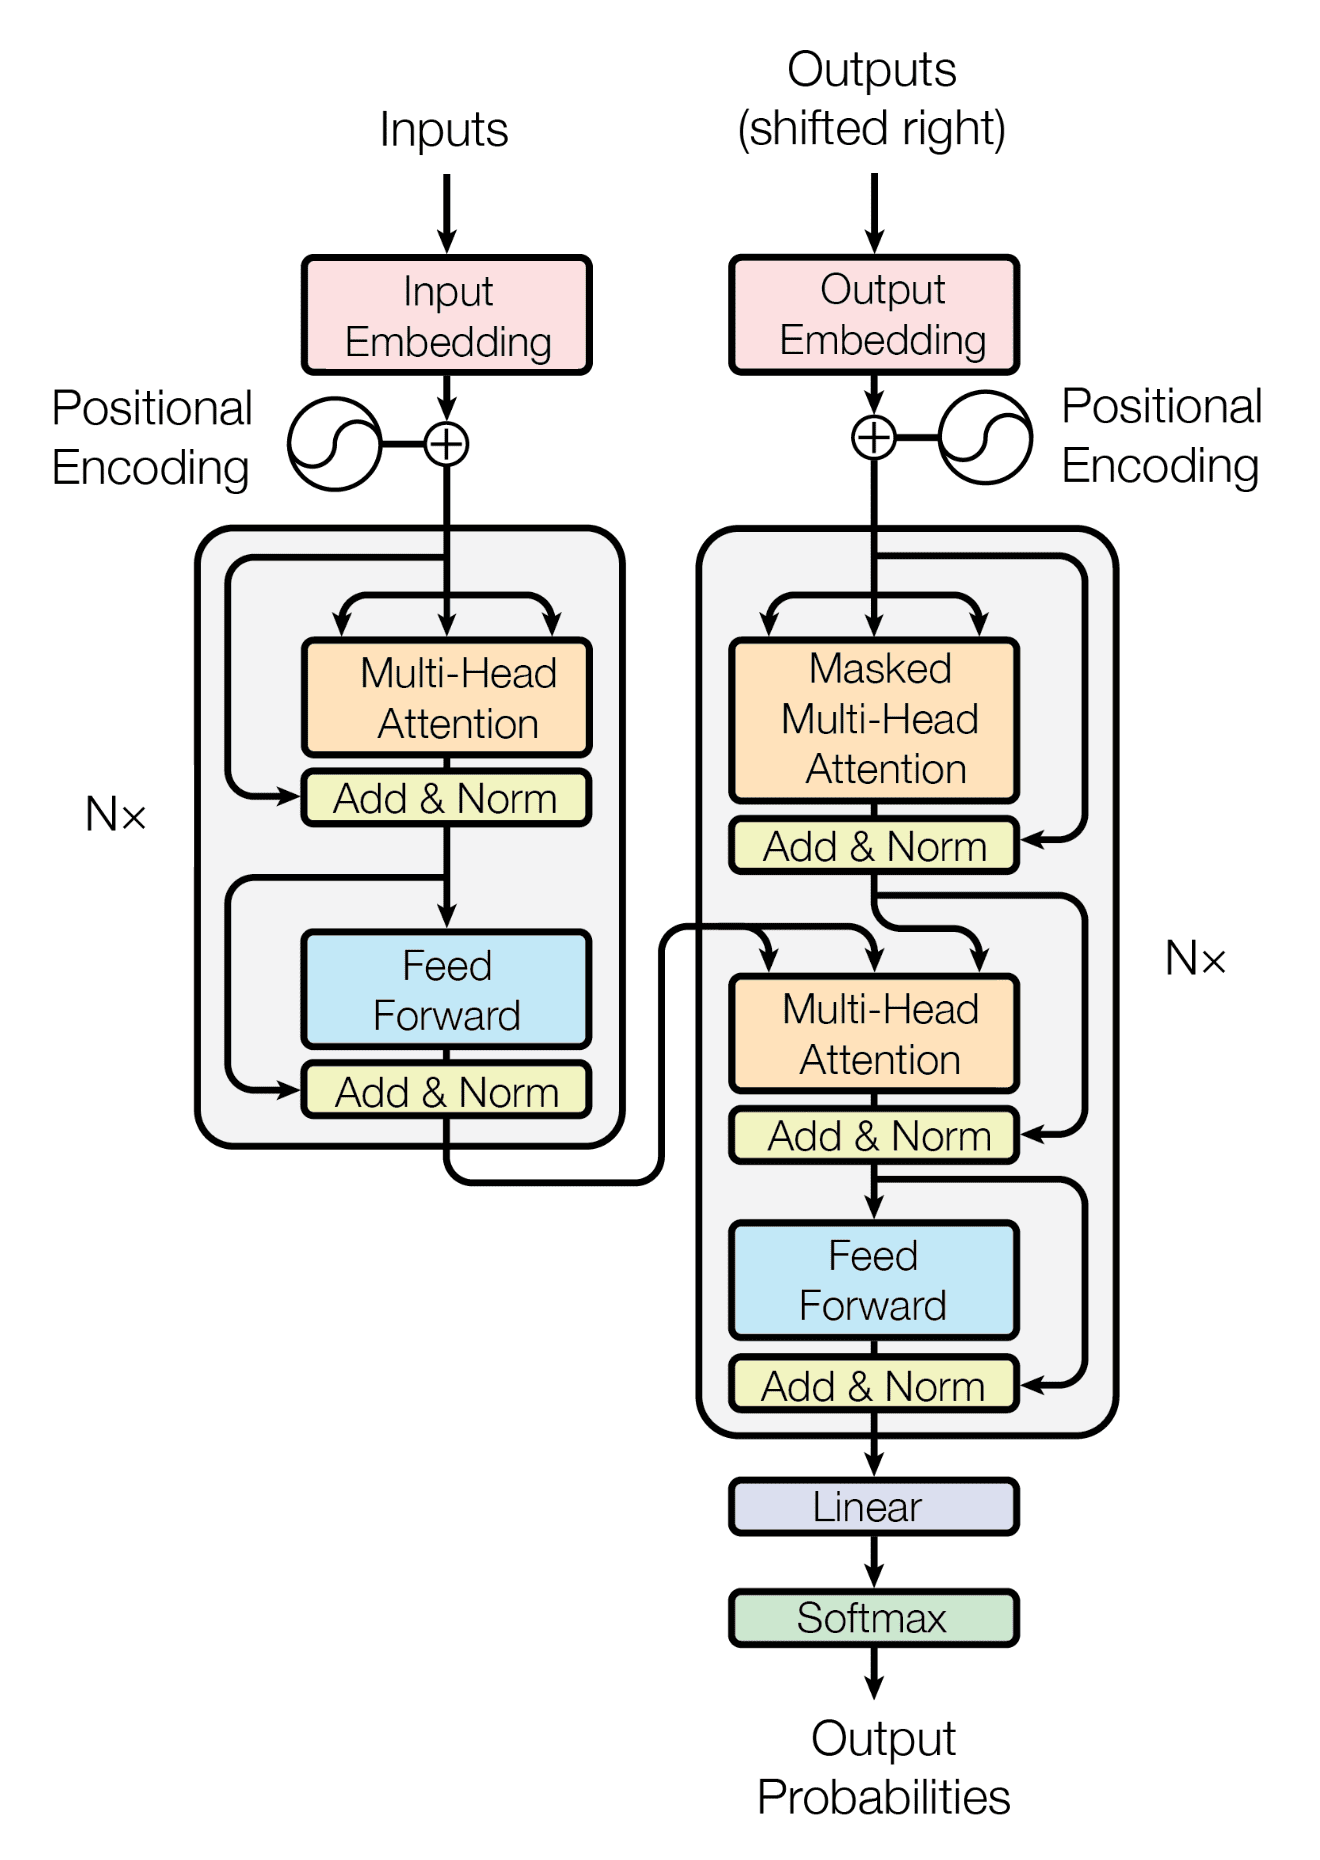 Inputs
Input
Embedding
Positional
Encoding
Multi-Head
Attention
Add & Norm
N×
Feed
Forward
Add & Norm
Outputs
(shifted right)
Output
Embedding
Positional
Encoding
Masked
Multi-Head
Attention
Add & Norm
N×
Multi-Head
Attention
Add & Norm
Feed
Forward
Add & Norm
Linear
Softmax
Output
Probabilities